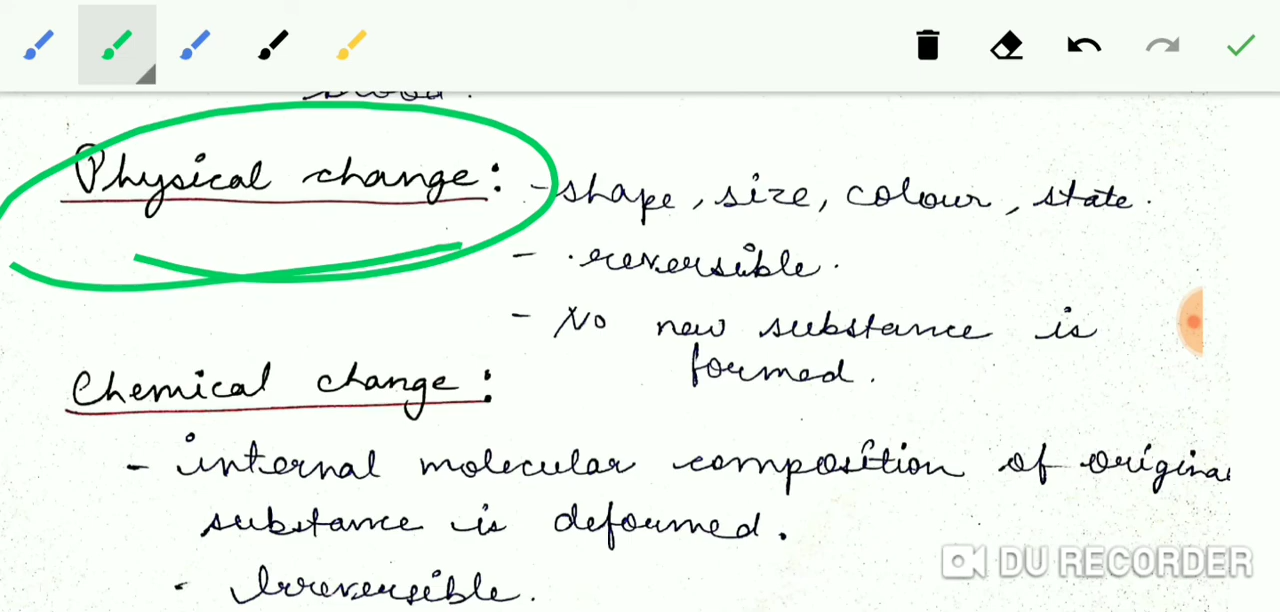 Physical change: - shape, size, colour, state.
- reversible.
- No new substance is
formed.
Chemical change:
- internal molecular composition of origina
substance is deformed.
- Irreversible.
DU RECORDER